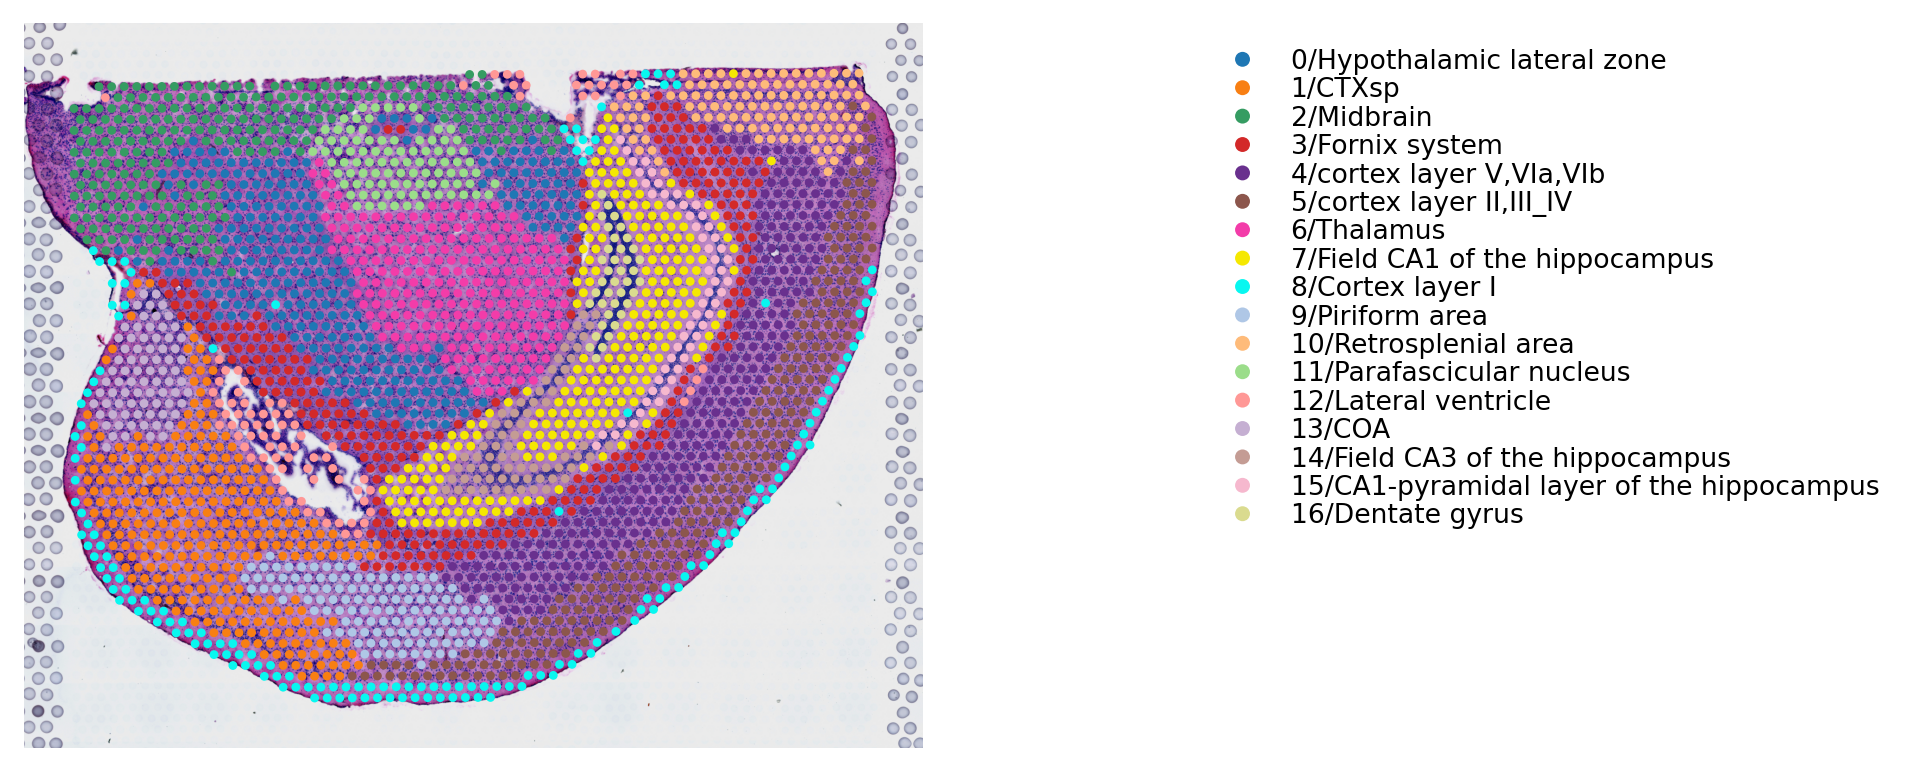 0/Hypothalamic lateral zone
1/CTXsp
2/Midbrain
3/Fornix system
4/cortex layer V,VIa,VIb
5/cortex layer II,III_IV
6/Thalamus
7/Field CA1 of the hippocampus
8/Cortex layer I
9/Piriform area
10/Retrosplenial area
11/Parafascicular nucleus
12/Lateral ventricle
13/COA
14/Field CA3 of the hippocampus
15/CA1-pyramidal layer of the hippocampus
16/Dentate gyrus